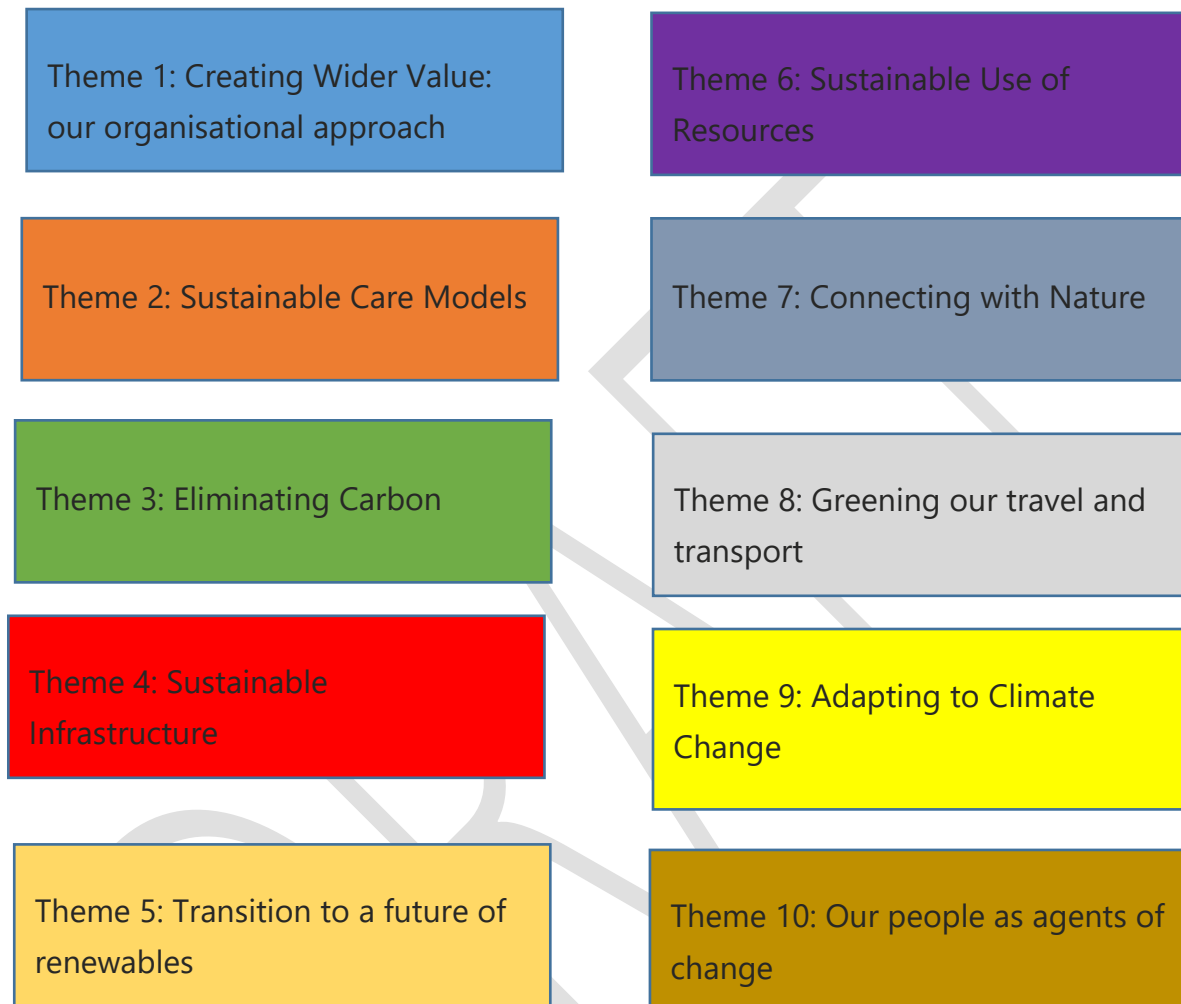 Theme 1: Creating Wider Value:
our organisational approach
Theme 2: Sustainable Care Models
Theme 3: Eliminating Carbon
Theme 4: Sustainable
Infrastructure
Theme 5: Transition to a future of
renewables
Theme 6: Sustainable Use of
Resources
Theme 7: Connecting with Nature
Theme 8: Greening our travel and
transport
Theme 9: Adapting to Climate
Change
Theme 10: Our people as agents of
change